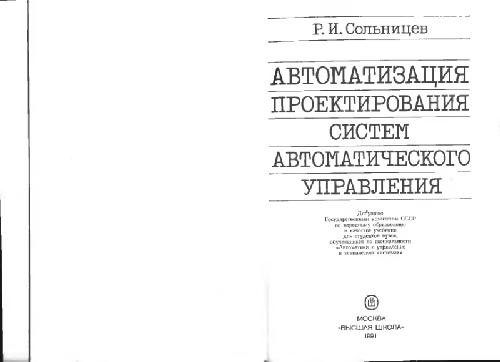 Р. И. Сольницев
АВТОМАТИЗАЦИЯ
ПРОЕКТИРОВАНИЯ
СИСТЕМ
АВТОМАТИЧЕСКОГО
УПРАВЛЕНИЯ
Допущено
Государственным комитетом СССР
по народному образованию
в качестве учебника
для студентов вузов,
обучающихся по специальности
«Автоматика и управление
в технических системах»
МОСКВА
«ВЫСШАЯ ШКОЛА»
1991